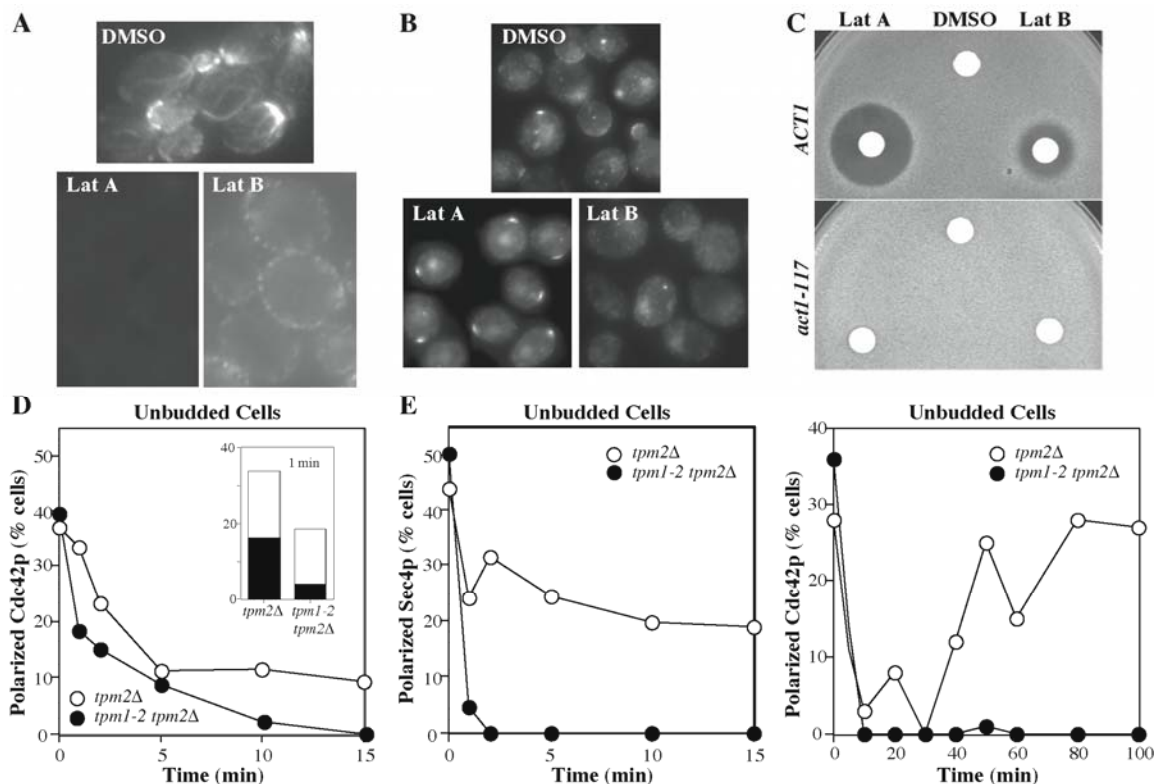 A
DMSO
Lat A
Lat B
B
DMSO
Lat A
Lat B
C
Lat A DMSO Lat B
ACT1
act1-117
D
Unbudded Cells
Polarized Cdc42p (% cells)
50
40
30
20
10
0
0 5 10 15
Time (min)
tpm2Δ
tpm1-2 tpm2Δ
40
20
0
1 min
tpm2Δ tpm1-2
tpm2Δ
E
Unbudded Cells
Polarized Sec4p (% cells)
50
40
30
20
10
0
0 5 10 15
Time (min)
tpm2Δ
tpm1-2 tpm2Δ
Unbudded Cells
Polarized Cdc42p (% cells)
40
30
20
10
0
0 20 40 60 80 100
Time (min)
tpm2Δ
tpm1-2 tpm2Δ